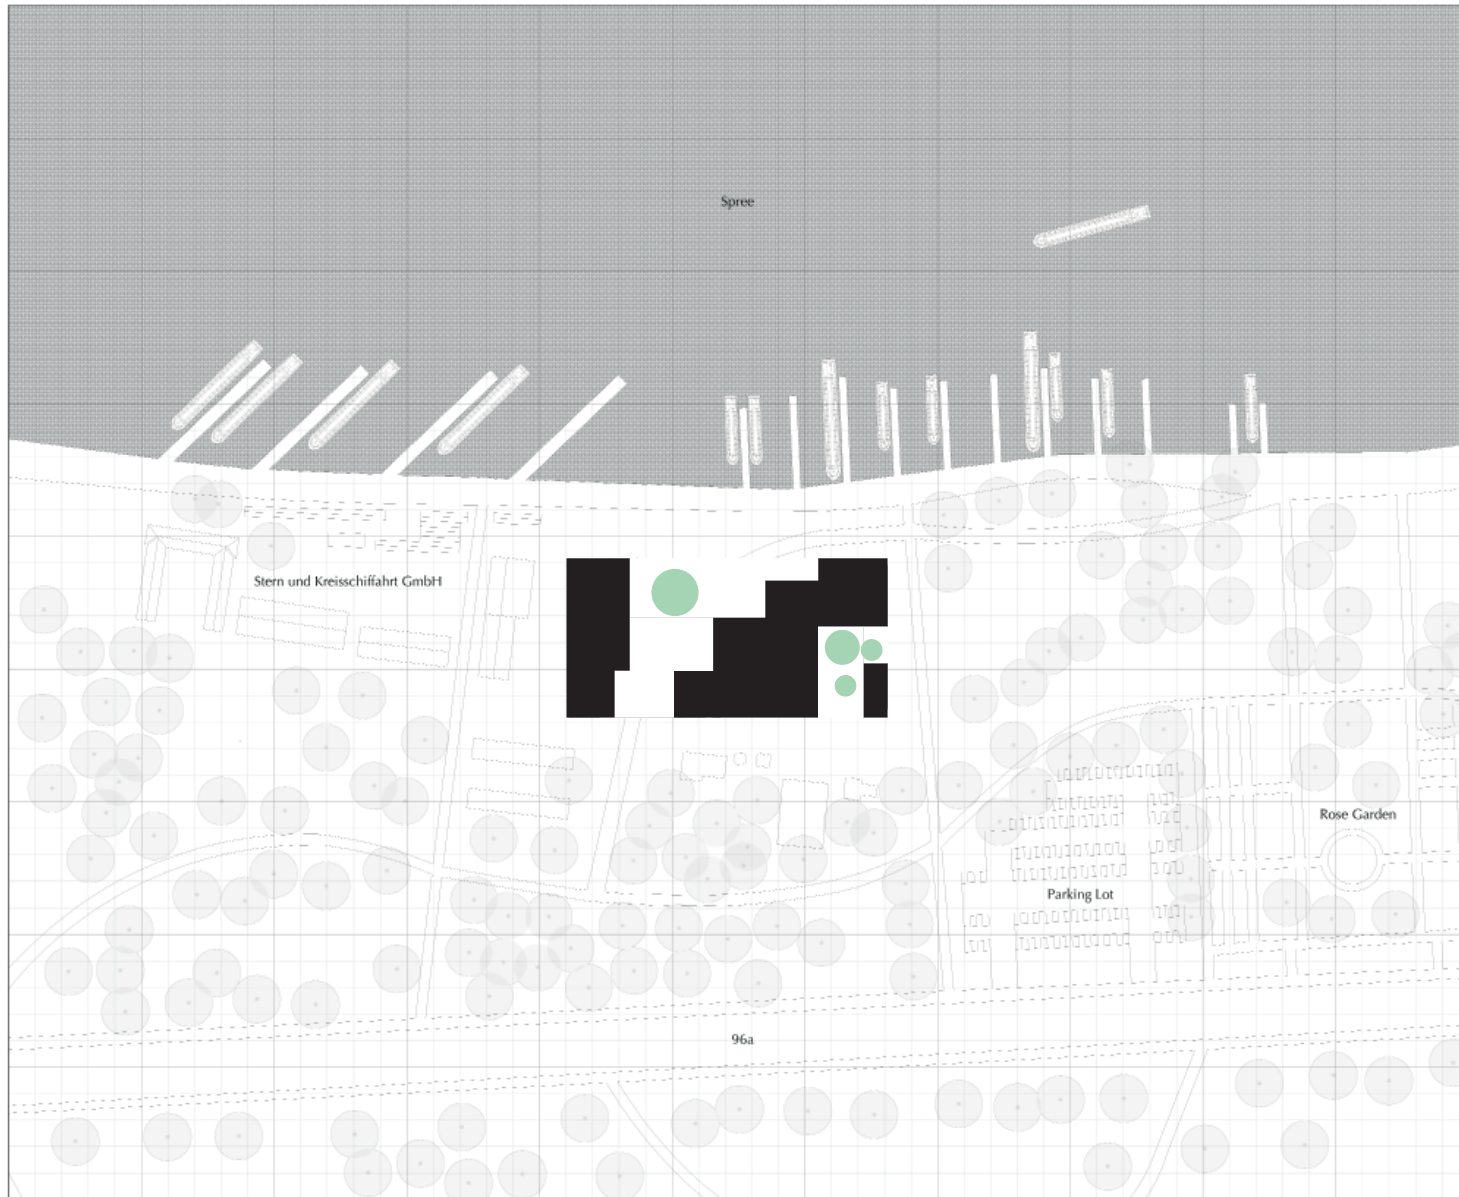 Spree
Stern und Kreisschiffahrt GmbH
Rose Garden
Parking Lot
96a